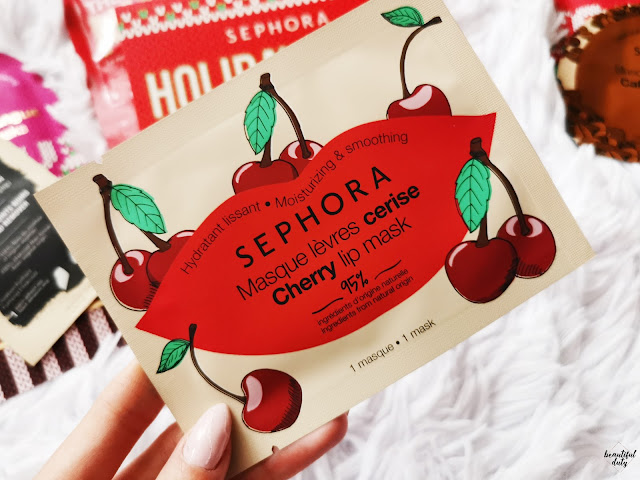 SEPHORA
Hydratant lissant • Moisturizing & smoothing
SEPHORA
Masque lèvres cerise
Cherry lip mask
95%
ingrédients d'origine naturelle
ingredients from natural origin
1 masque • 1 mask
beautiful
duty